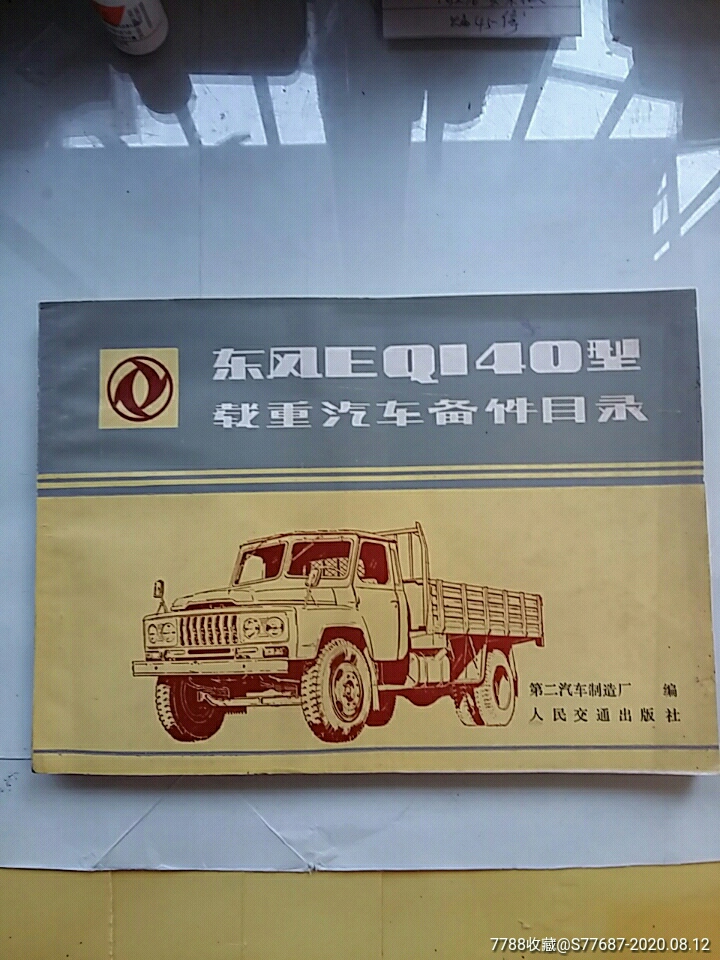 东风EQ140型
载重汽车备件目录
第二汽车制造厂 编
人民交通出版社
7788收藏@S77687-2020.08.12